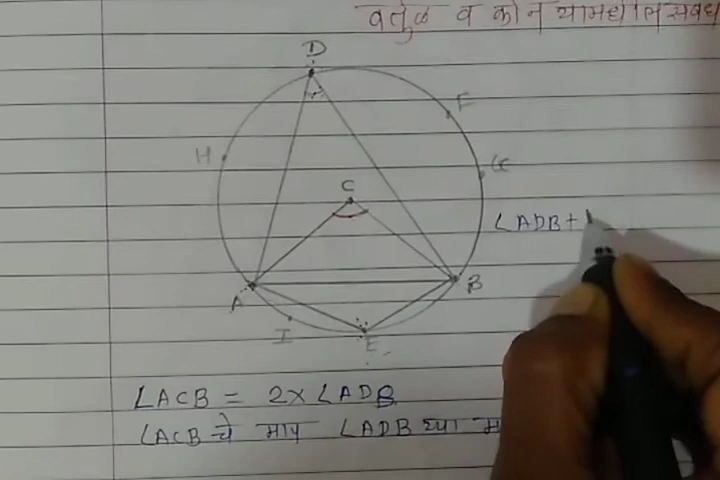 वर्तुळ व कोन यामधील संबंध
D
F
H
G
C
∠ADB +
A
B
I
E
∠ACB = 2×∠ADB
∠ACB चे माप ∠ADB च्या